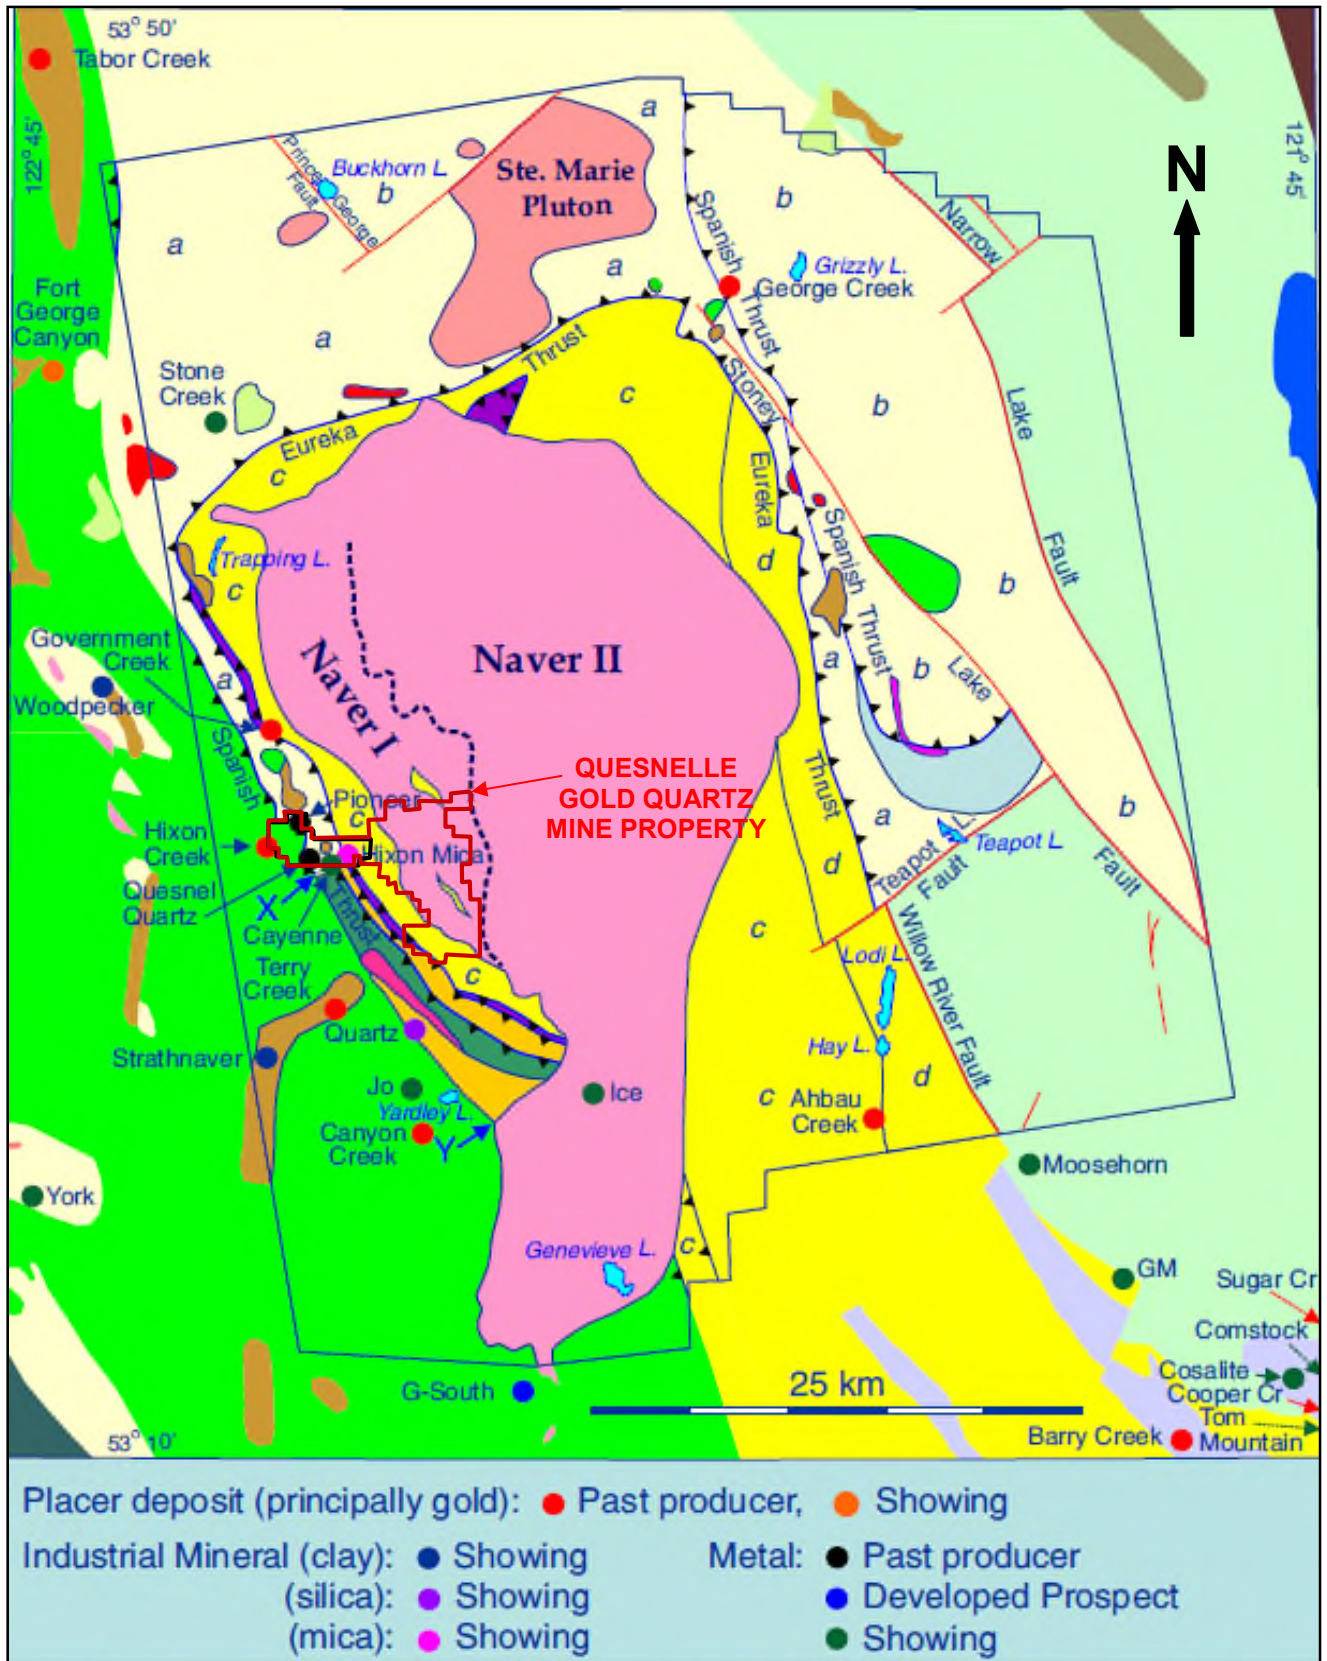 53° 50'
Tabor Creek
122° 45'
121° 45'
N
a
Prince George
Fault
Buckhorn L.
b
Ste. Marie
Pluton
a
Spanish
Thrust
b
Narrow
Grizzly L.
George Creek
a
Fort
George
Canyon
a
Stone
Creek
Thrust
Stoney
c
b
Lake
Eureka
c
Eureka
Spanish
Thrust
Fault
d
b
Trapping L.
c
Government
Creek
Woodpecker
a
Naver I
Naver II
a
b
Lake
Spanish
QUESNELLE
GOLD QUARTZ
MINE PROPERTY
Thrust
Pioneer
c
Hixon
Creek
Hixon Mica
a
b
Teapot L.
Teapot L.
Fault
Fault
d
Quesnel
Quartz
X
Cayenne
Thrust
c
Willow River Fault
Terry
Creek
c
Lodi L.
Quartz
Strathnaver
Hay L.
Jo
Yardley L.
Ice
d
c
Ahbau
Creek
Canyon
Creek
Y
York
Moosehorn
Genevieve L.
c
GM
Sugar Cr
Comstock
Cosalite
Cooper Cr
Tom
Mountain
Barry Creek
G-South
25 km
53° 10'
Placer deposit (principally gold): Past producer, Showing
Industrial Mineral (clay): Showing Metal: Past producer
(silica): Showing Developed Prospect
(mica): Showing Showing